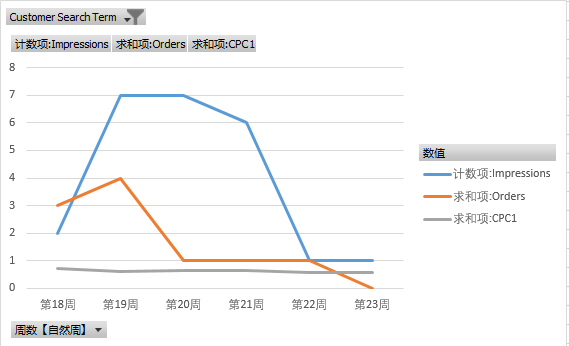 Customer Search Term
计数项:Impressions 求和项:Orders 求和项:CPC1
8
7
6
5
4
3
2
1
0
第18周 第19周 第20周 第21周 第22周 第23周
数值
计数项:Impressions
求和项:Orders
求和项:CPC1
周数【自然周】